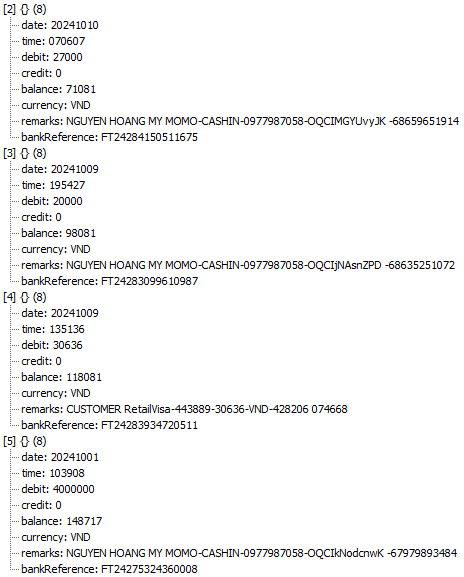 [2] {} (8)
date: 20241010
time: 070607
debit: 27000
credit: 0
balance: 71081
currency: VND
remarks: NGUYEN HOANG MY MOMO-CASHIN-0977987058-OQCIMGYUvyJK -68659651914
bankReference: FT24284150511675
[3] {} (8)
date: 20241009
time: 195427
debit: 20000
credit: 0
balance: 98081
currency: VND
remarks: NGUYEN HOANG MY MOMO-CASHIN-0977987058-OQCIjNAsnZPD -68635251072
bankReference: FT24283099610987
[4] {} (8)
date: 20241009
time: 135136
debit: 30636
credit: 0
balance: 118081
currency: VND
remarks: CUSTOMER RetailVisa-443889-30636-VND-428206 074668
bankReference: FT24283934720511
[5] {} (8)
date: 20241001
time: 103908
debit: 4000000
credit: 0
balance: 148717
currency: VND
remarks: NGUYEN HOANG MY MOMO-CASHIN-0977987058-OQCIkNodcnwK -67979893484
bankReference: FT24275324360008